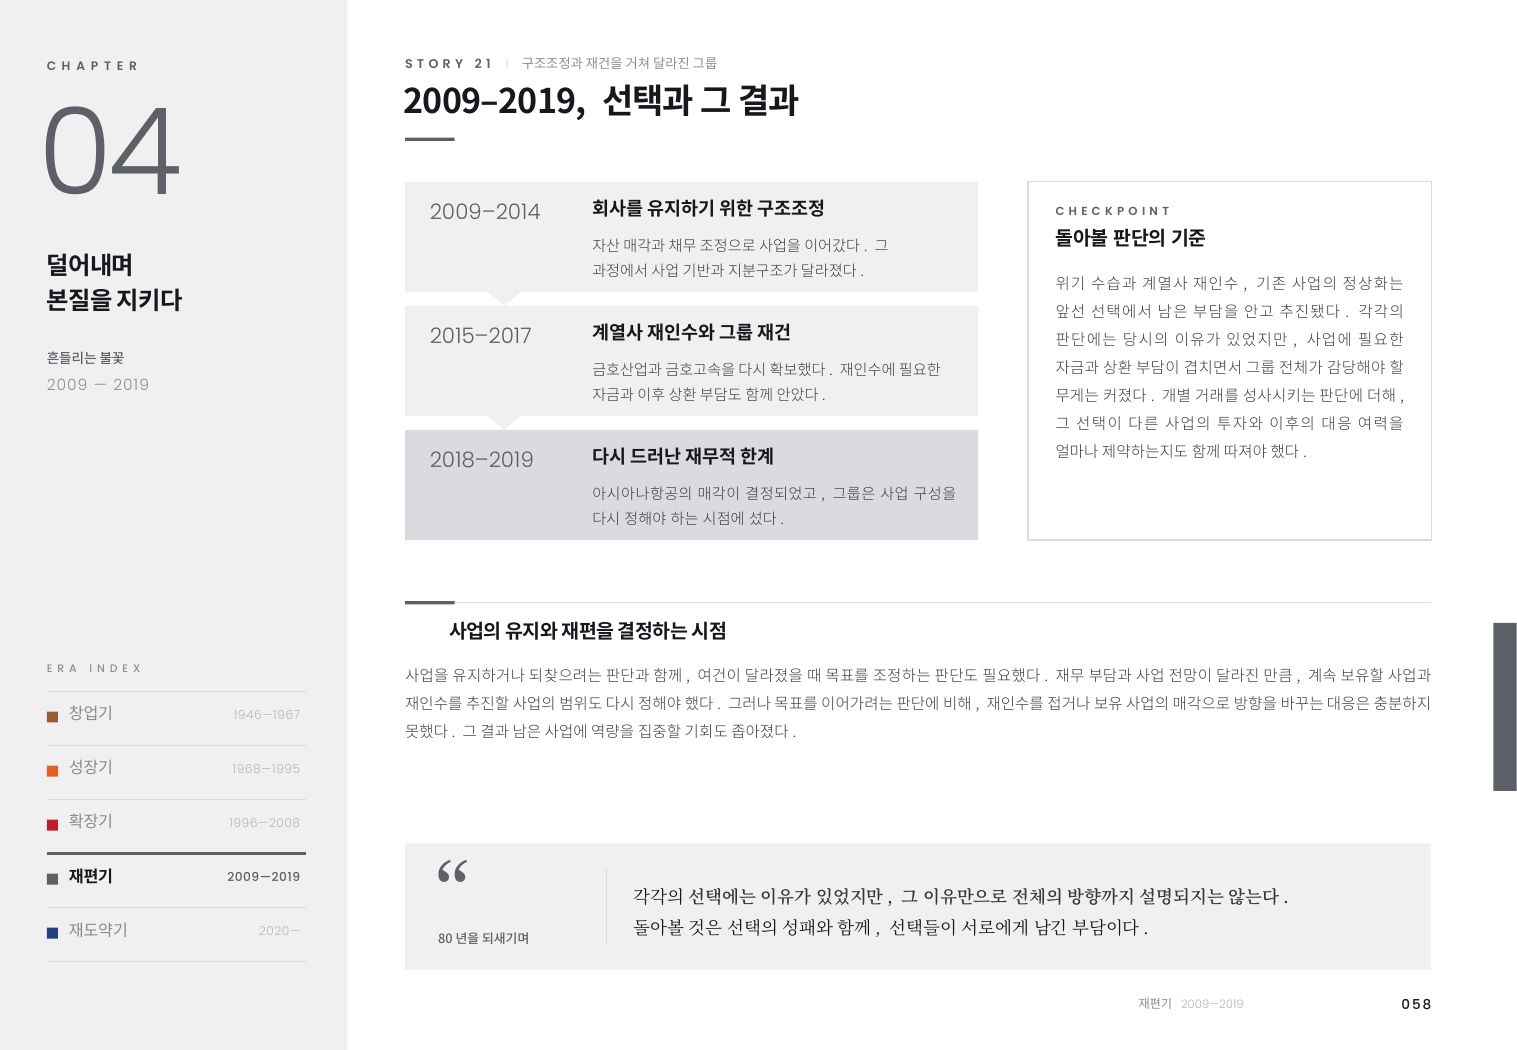 CHAPTER
04
덜어내며
본질을 지키다
흔들리는 불꽃
2009 — 2019
ERA INDEX
창업기 1946—1967
성장기 1968—1995
확장기 1996—2008
재편기 2009—2019
재도약기 2020—
STORY 21 | 구조조정과 재건을 거쳐 달라진 그룹
2009–2019, 선택과 그 결과
2009–2014
회사를 유지하기 위한 구조조정
자산 매각과 채무 조정으로 사업을 이어갔다 . 그
과정에서 사업 기반과 지분구조가 달라졌다 .
2015–2017
계열사 재인수와 그룹 재건
금호산업과 금호고속을 다시 확보했다 . 재인수에 필요한
자금과 이후 상환 부담도 함께 안았다 .
2018–2019
다시 드러난 재무적 한계
아시아나항공의 매각이 결정되었고 , 그룹은 사업 구성을
다시 정해야 하는 시점에 섰다 .
CHECKPOINT
돌아볼 판단의 기준
위기 수습과 계열사 재인수 , 기존 사업의 정상화는
앞선 선택에서 남은 부담을 안고 추진됐다 . 각각의
판단에는 당시의 이유가 있었지만 , 사업에 필요한
자금과 상환 부담이 겹치면서 그룹 전체가 감당해야 할
무게는 커졌다 . 개별 거래를 성사시키는 판단에 더해 ,
그 선택이 다른 사업의 투자와 이후의 대응 여력을
얼마나 제약하는지도 함께 따져야 했다 .
사업의 유지와 재편을 결정하는 시점
사업을 유지하거나 되찾으려는 판단과 함께 , 여건이 달라졌을 때 목표를 조정하는 판단도 필요했다 . 재무 부담과 사업 전망이 달라진 만큼 , 계속 보유할 사업과
재인수를 추진할 사업의 범위도 다시 정해야 했다 . 그러나 목표를 이어가려는 판단에 비해 , 재인수를 접거나 보유 사업의 매각으로 방향을 바꾸는 대응은 충분하지
못했다 . 그 결과 남은 사업에 역량을 집중할 기회도 좁아졌다 .
“
80 년을 되새기며
각각의 선택에는 이유가 있었지만 , 그 이유만으로 전체의 방향까지 설명되지는 않는다 .
돌아볼 것은 선택의 성패와 함께 , 선택들이 서로에게 남긴 부담이다 .
재편기 2009—2019
058